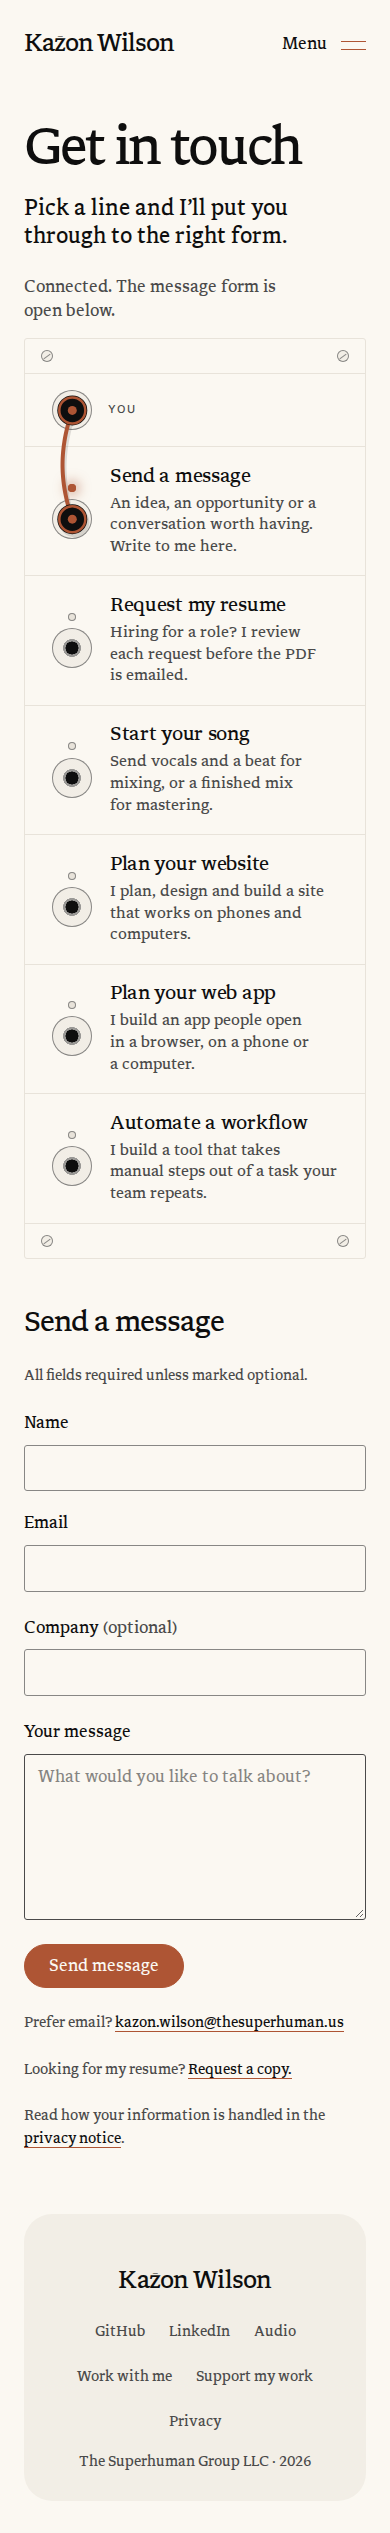 Kazon Wilson
Menu
Get in touch
Pick a line and I’ll put you
through to the right form.
Connected. The message form is
open below.
YOU
Send a message
An idea, an opportunity or a
conversation worth having.
Write to me here.
Request my resume
Hiring for a role? I review
each request before the PDF
is emailed.
Start your song
Send vocals and a beat for
mixing, or a finished mix
for mastering.
Plan your website
I plan, design and build a site
that works on phones and
computers.
Plan your web app
I build an app people open
in a browser, on a phone or
a computer.
Automate a workflow
I build a tool that takes
manual steps out of a task your
team repeats.
Send a message
All fields required unless marked optional.
Name
Email
Company (optional)
Your message
What would you like to talk about?
Send message
Prefer email? kazon.wilson@thesuperhuman.us
Looking for my resume? Request a copy.
Read how your information is handled in the
privacy notice.
Kazon Wilson
GitHub LinkedIn Audio
Work with me Support my work
Privacy
The Superhuman Group LLC · 2026